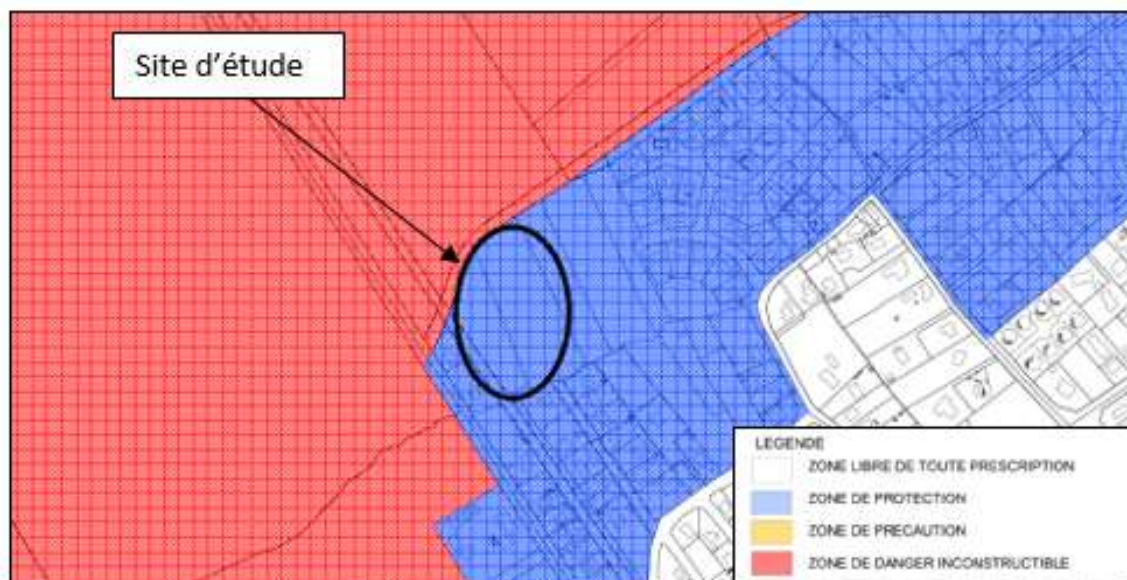 Site d'étude
LEGENDE
ZONE LIBRE DE TOUTE PRESCRIPTION
ZONE DE PROTECTION
ZONE DE PRECAUTION
ZONE DE DANGER INCONSTRUCTIBLE